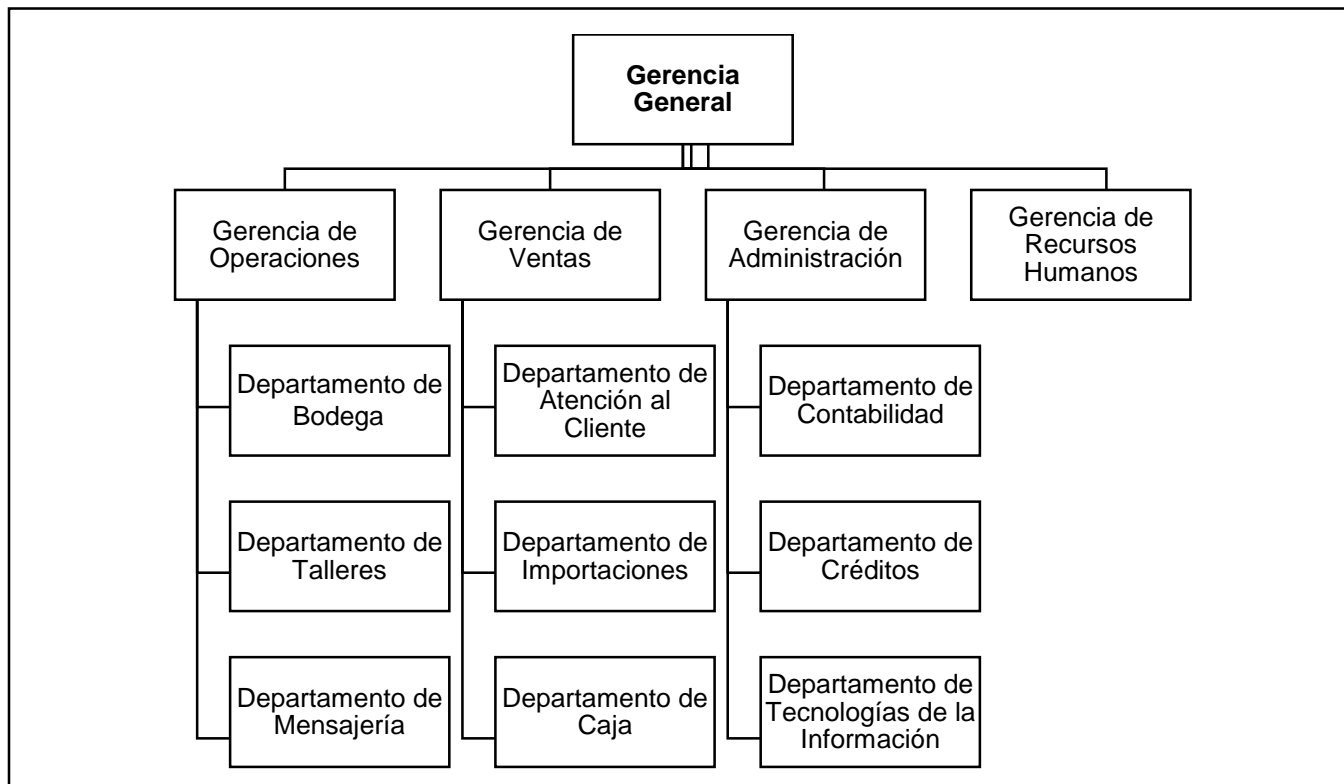 Gerencia
General
Gerencia de
Operaciones
Gerencia de
Ventas
Gerencia de
Administración
Gerencia de
Recursos
Humanos
Departamento de
Bodega
Departamento de
Atención al
Cliente
Departamento de
Contabilidad
Departamento de
Talleres
Departamento de
Importaciones
Departamento de
Créditos
Departamento de
Mensajería
Departamento de
Caja
Departamento de
Tecnologías de la
Información